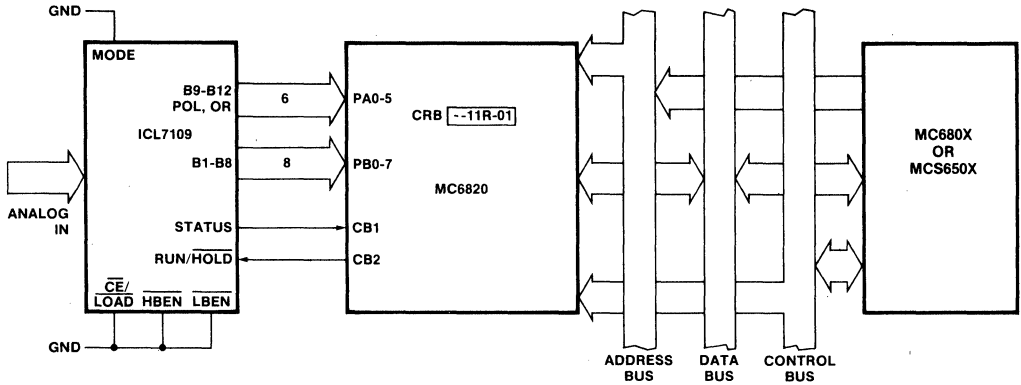 GND
MODE
B9-B12
POL, OR
6
PA0-5
CRB --11R-01
ICL7109
MC680X
OR
MCS650X
B1-B8
8
PB0-7
MC6820
ANALOG
IN
STATUS
CB1
RUN/HOLD
CB2
CE/
LOAD HBEN LBEN
GND
ADDRESS
BUS
DATA
BUS
CONTROL
BUS